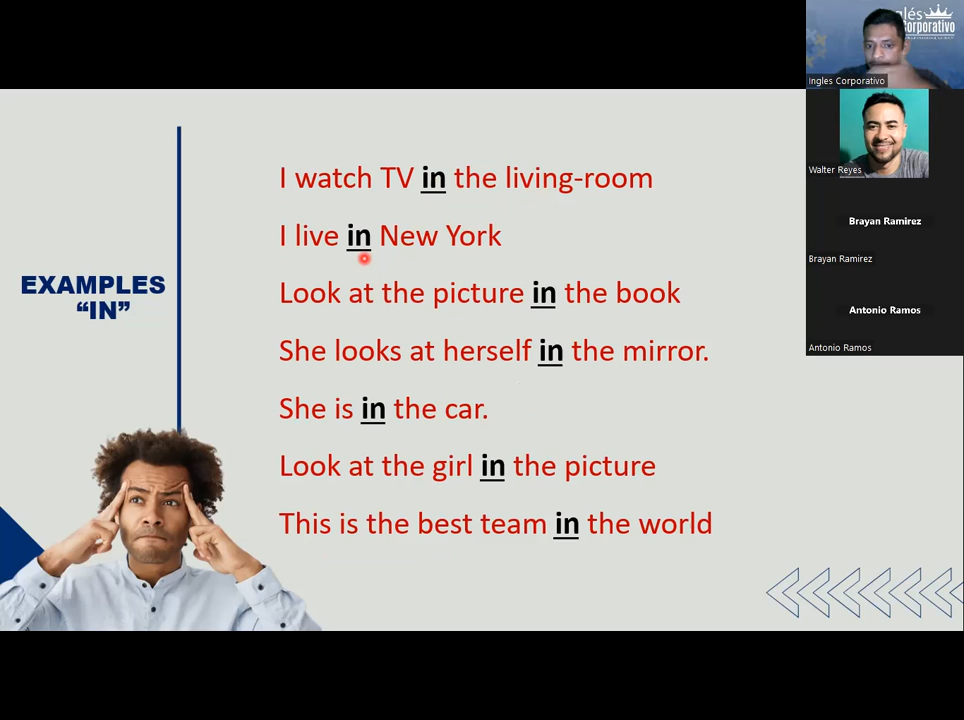 EXAMPLES
“IN”
I watch TV in the living-room
I live in New York
Look at the picture in the book
She looks at herself in the mirror.
She is in the car.
Look at the girl in the picture
This is the best team in the world
Ingles Corporativo
Walter Reyes
Brayan Ramirez
Brayan Ramirez
Antonio Ramos
Antonio Ramos